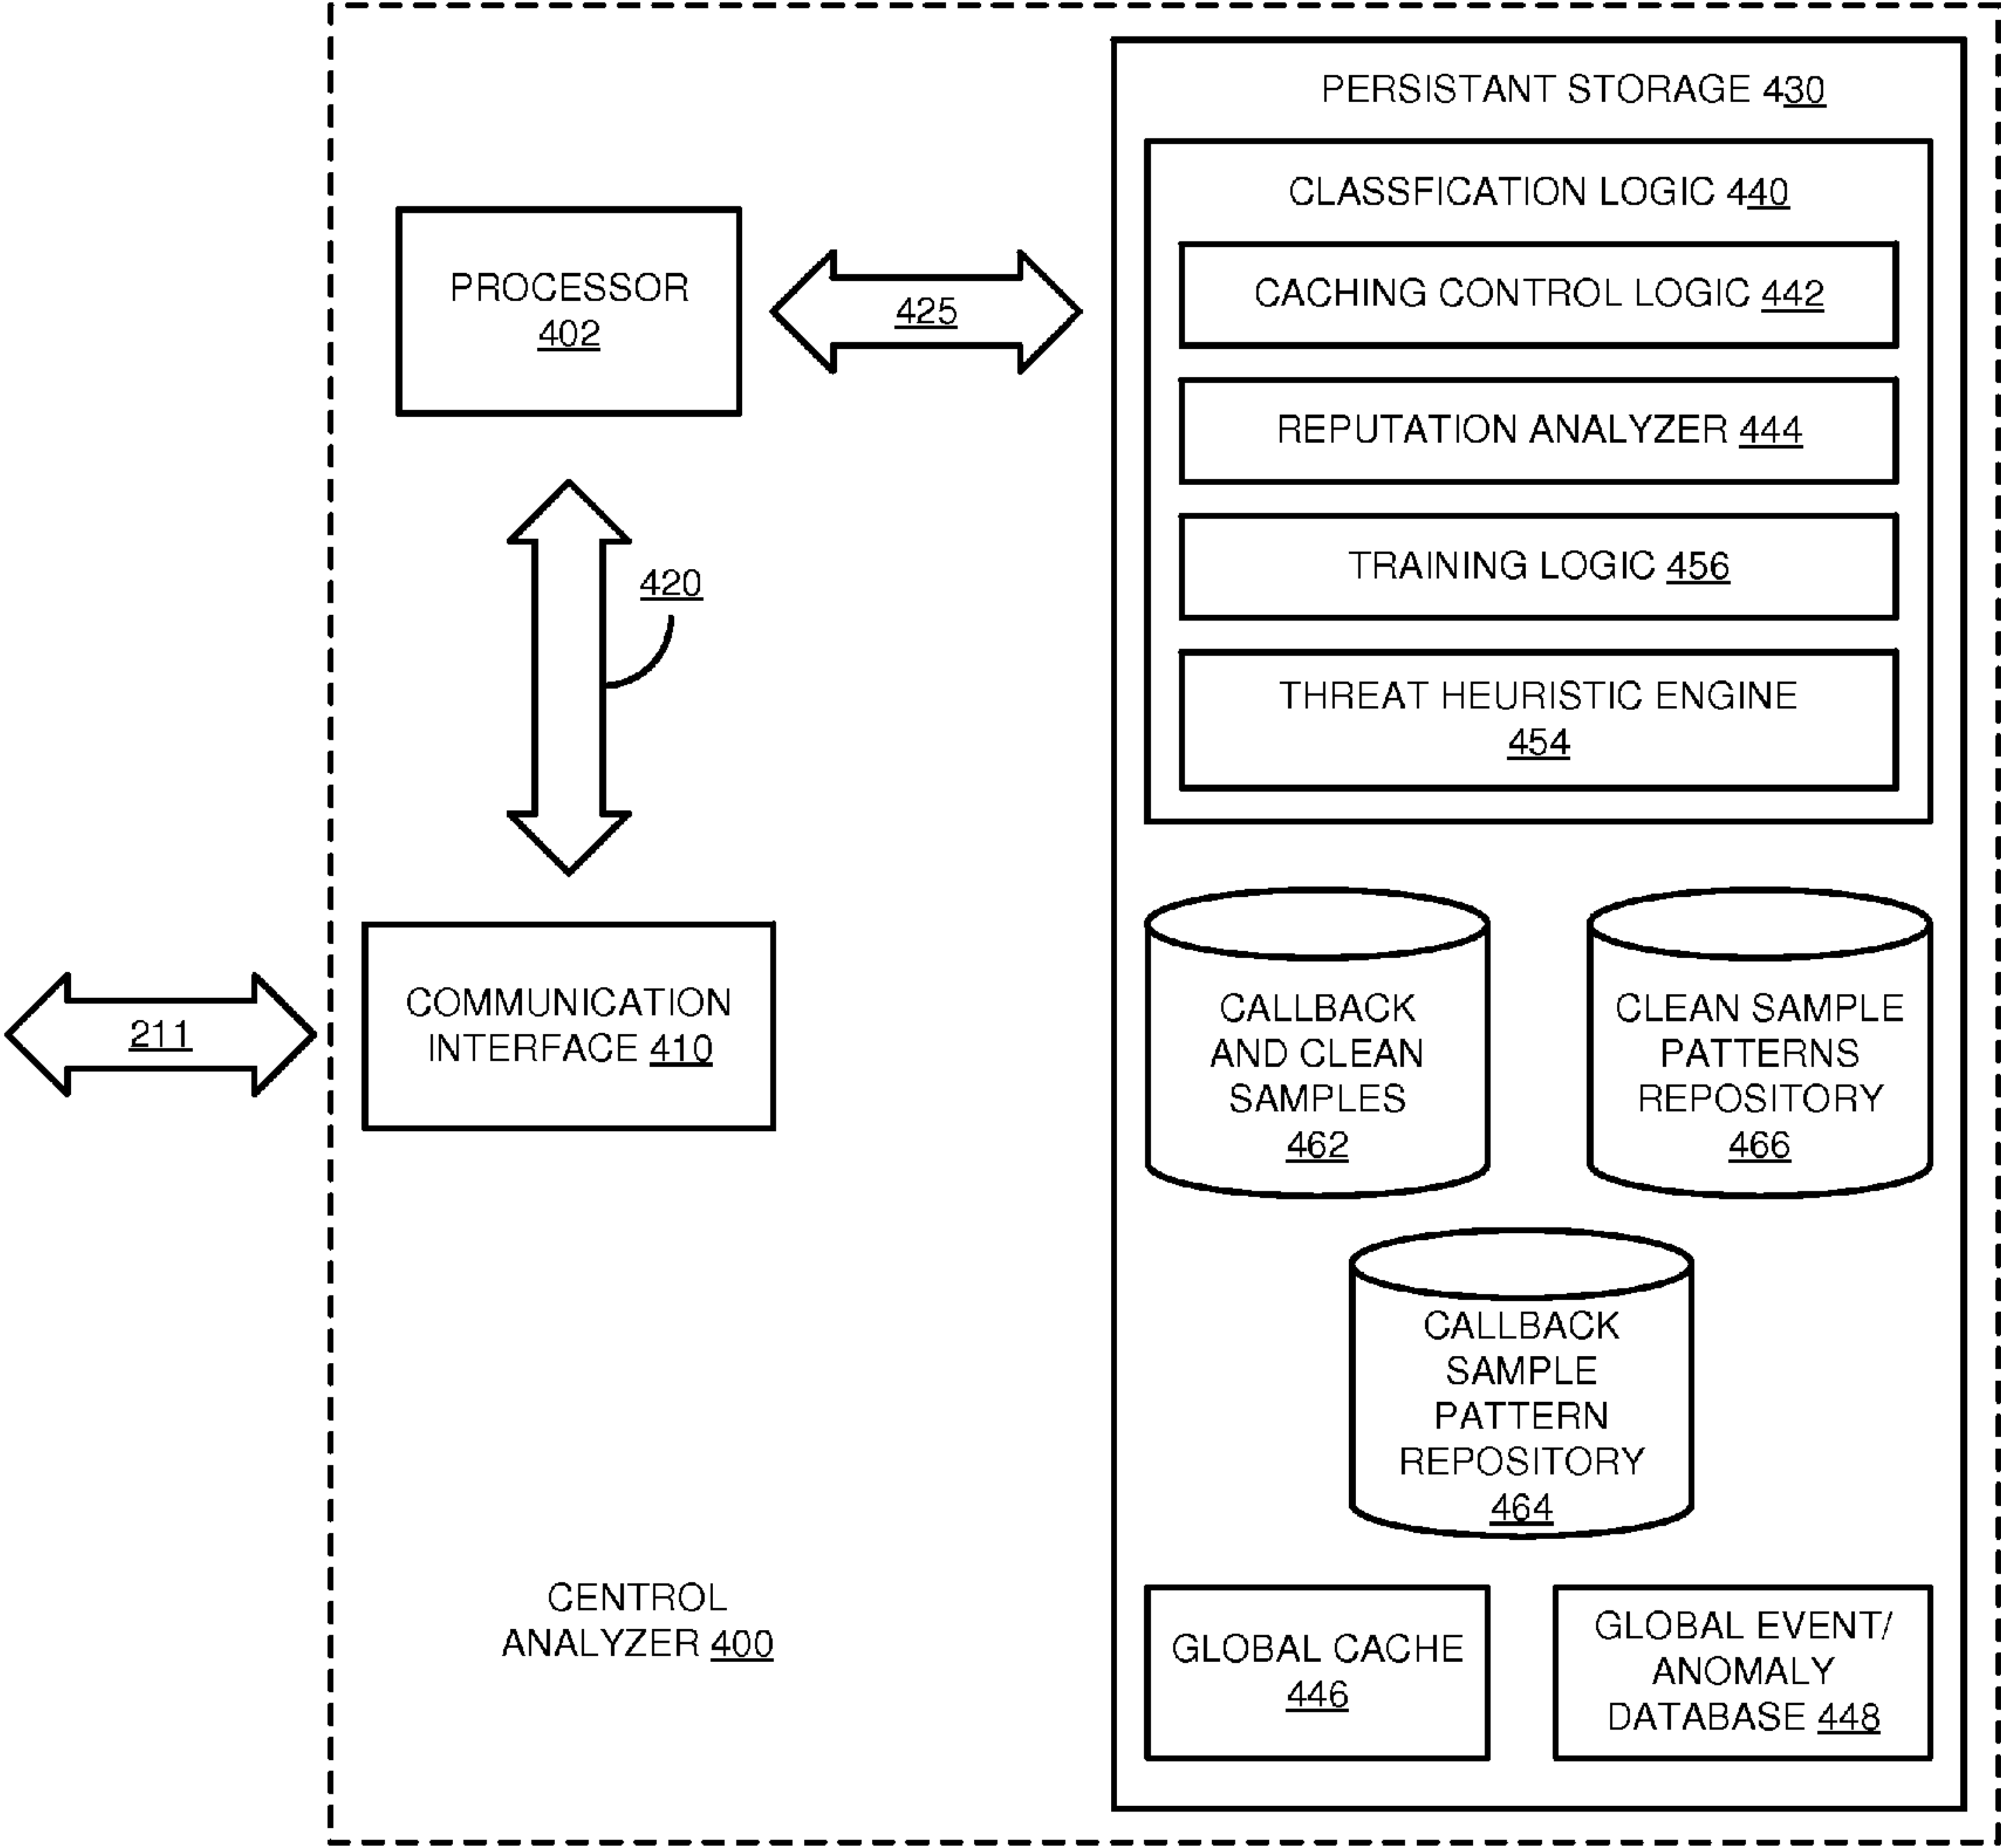 PERSISTANT STORAGE 430
CLASSFICATION LOGIC 440
CACHING CONTROL LOGIC 442
REPUTATION ANALYZER 444
TRAINING LOGIC 456
THREAT HEURISTIC ENGINE
454
PROCESSOR
402
425
420
COMMUNICATION
INTERFACE 410
211
CALLBACK
AND CLEAN
SAMPLES
462
CLEAN SAMPLE
PATTERNS
REPOSITORY
466
CALLBACK
SAMPLE
PATTERN
REPOSITORY
464
CENTROL
ANALYZER 400
GLOBAL CACHE
446
GLOBAL EVENT/
ANOMALY
DATABASE 448